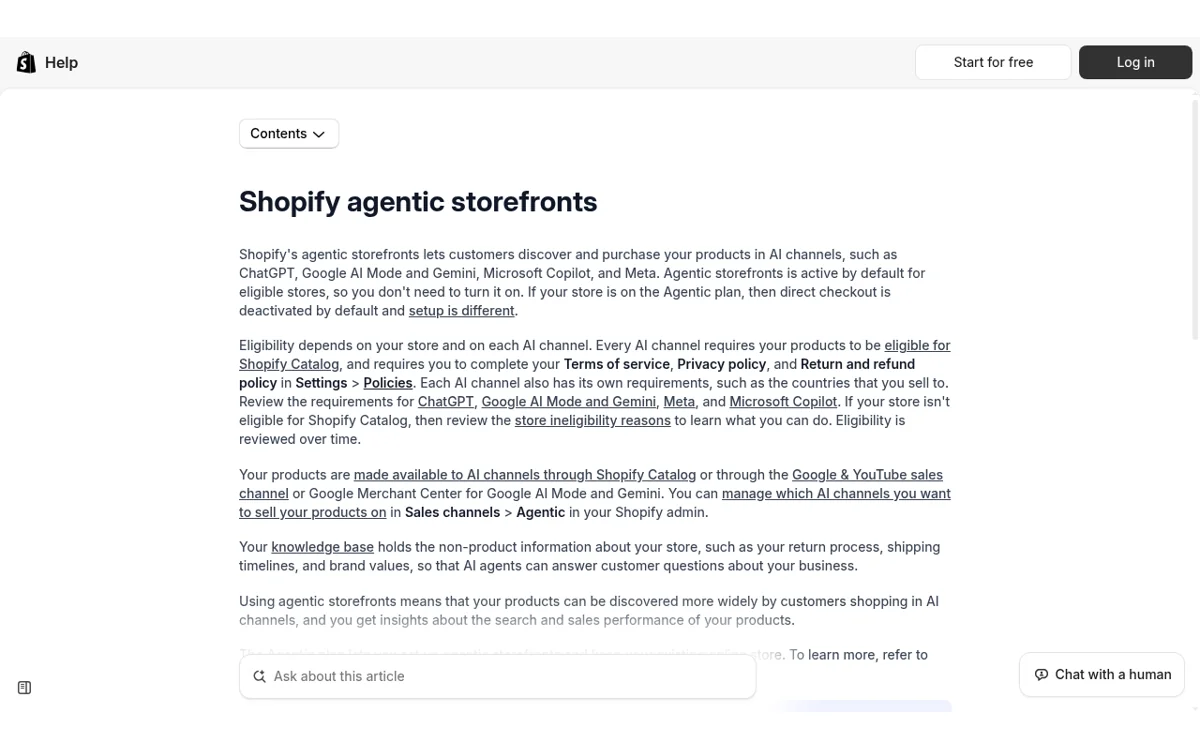 Help
Start for free
Log in
Contents
Shopify agentic storefronts
Shopify's agentic storefronts lets customers discover and purchase your products in AI channels, such as
ChatGPT, Google AI Mode and Gemini, Microsoft Copilot, and Meta. Agentic storefronts is active by default for
eligible stores, so you don't need to turn it on. If your store is on the Agentic plan, then direct checkout is
deactivated by default and setup is different.
Eligibility depends on your store and on each AI channel. Every AI channel requires your products to be eligible for
Shopify Catalog, and requires you to complete your Terms of service, Privacy policy, and Return and refund
policy in Settings > Policies. Each AI channel also has its own requirements, such as the countries that you sell to.
Review the requirements for ChatGPT, Google AI Mode and Gemini, Meta, and Microsoft Copilot. If your store isn't
eligible for Shopify Catalog, then review the store ineligibility reasons to learn what you can do. Eligibility is
reviewed over time.
Your products are made available to AI channels through Shopify Catalog or through the Google & YouTube sales
channel or Google Merchant Center for Google AI Mode and Gemini. You can manage which AI channels you want
to sell your products on in Sales channels > Agentic in your Shopify admin.
Your knowledge base holds the non-product information about your store, such as your return process, shipping
timelines, and brand values, so that AI agents can answer customer questions about your business.
Using agentic storefronts means that your products can be discovered more widely by customers shopping in AI
channels, and you get insights about the search and sales performance of your products.
store. To learn more, refer to
Ask about this article
Chat with a human